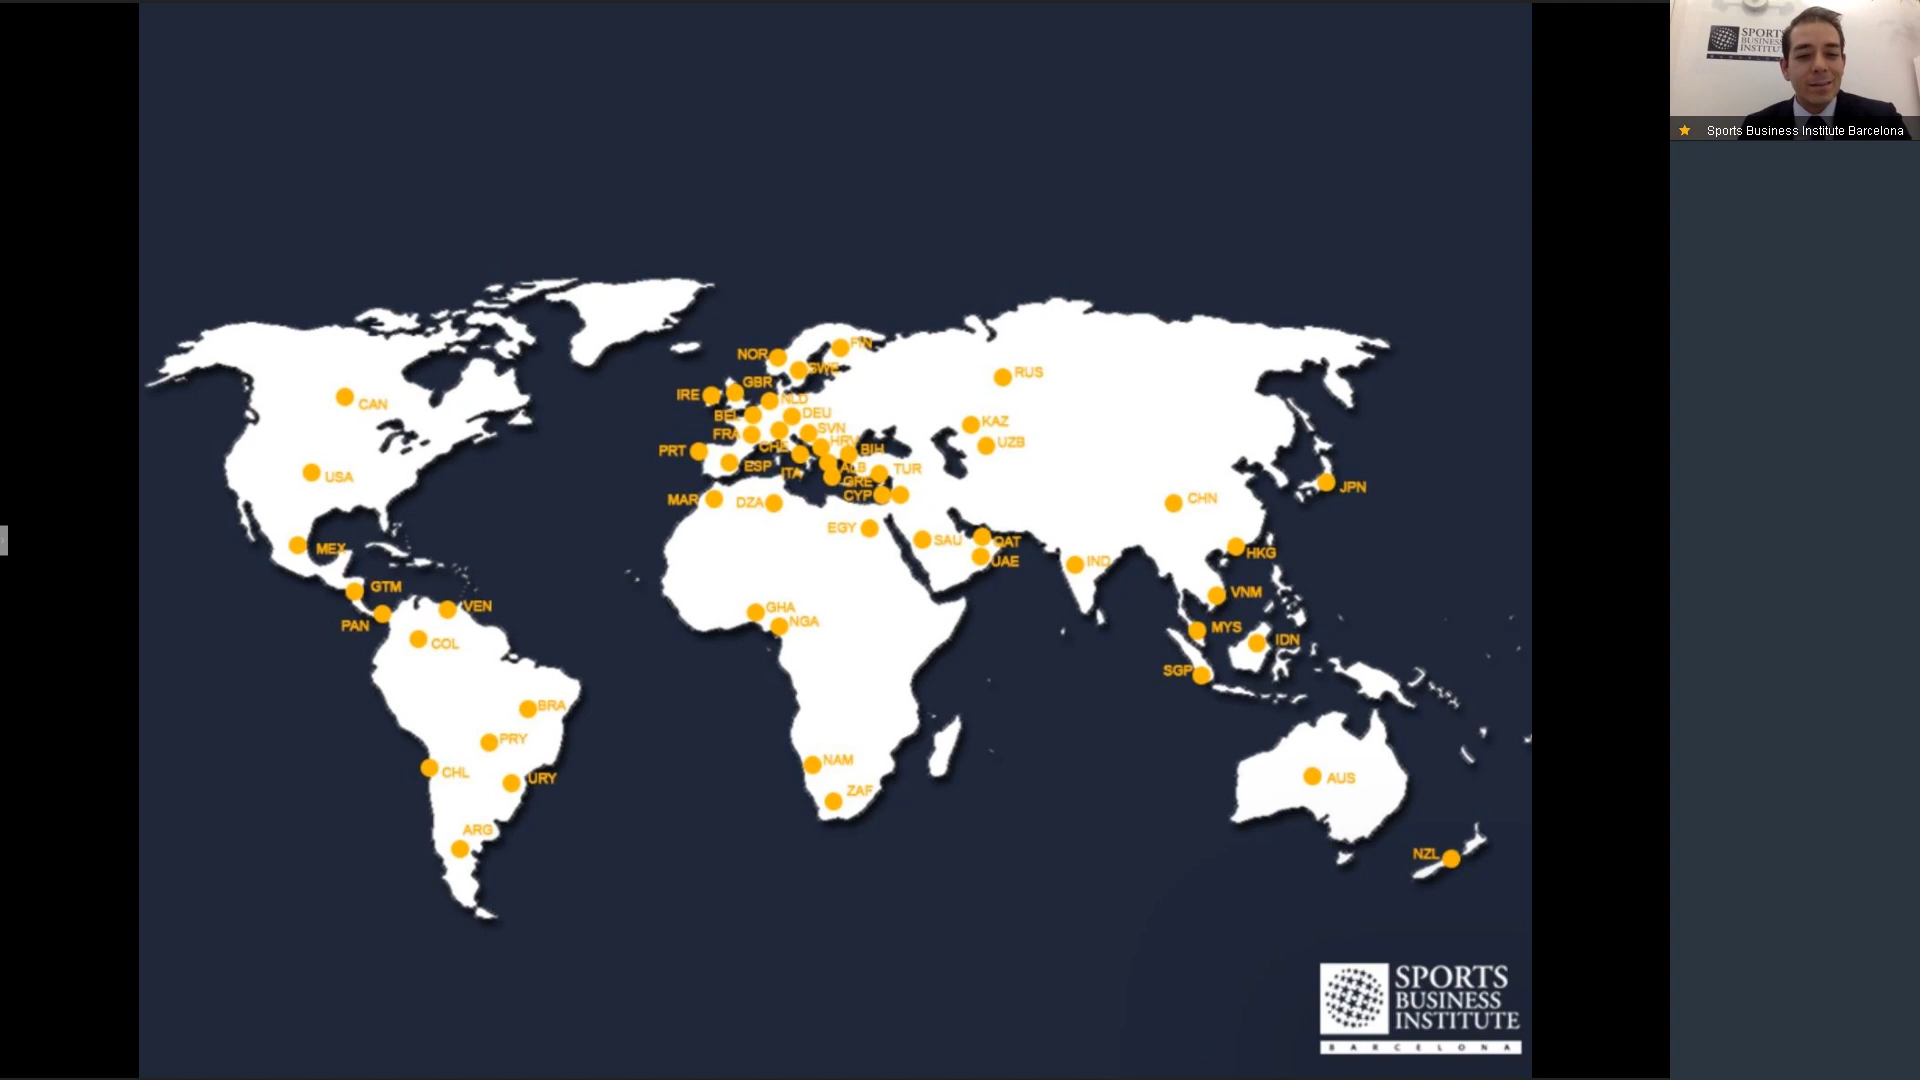 SPORTS
BUSINESS
INSTITU
Sports Business Institute Barcelona
FIN
NOR
SWE
RUS
GBR
IRE
NLD
CAN
BEL
DEU
KAZ
SVN
FRA
HRV
UZB
CHE
BIH
PRT
ESP
ALB
TUR
ITA
USA
GRE
JPN
CYP
CHN
MAR
DZA
EGY
SAU
QAT
MEX
HKG
UAE
IND
GTM
VNM
VEN
GHA
PAN
NGA
MYS
COL
IDN
SGP
BRA
PRY
NAM
CHL
URY
AUS
ZAF
ARG
NZL
SPORTS
BUSINESS
INSTITUTE
BARCELONA